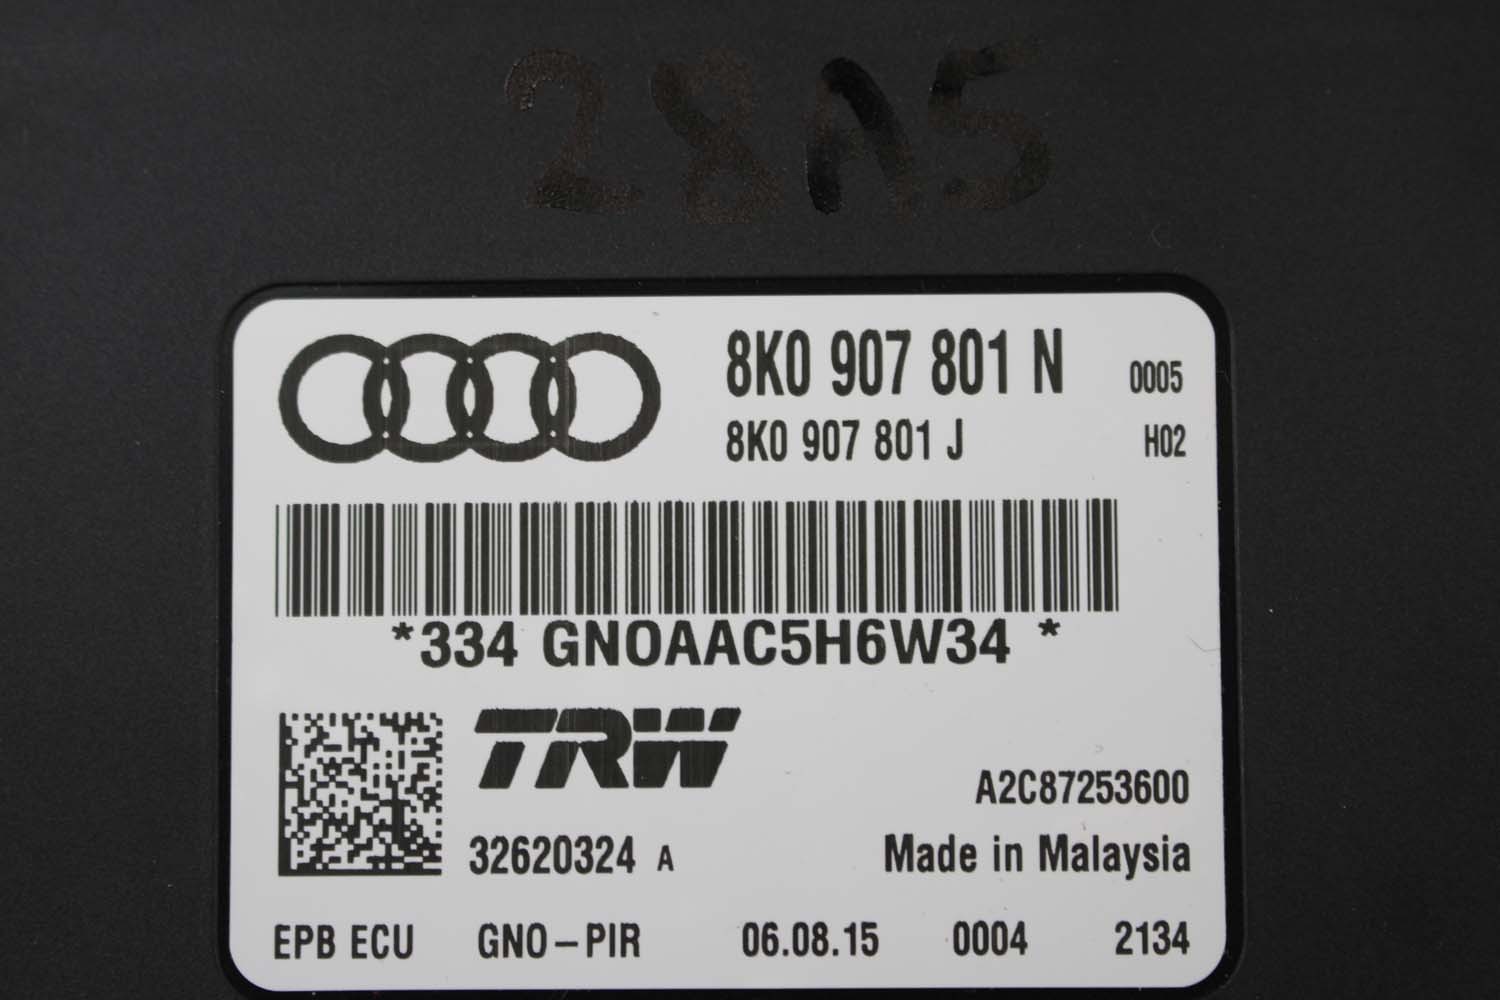 28A5
8K0 907 801 N 0005
8K0 907 801 J H02
*334 GNOAAC5H6W34 *
TRW
A2C87253600
32620324 A Made in Malaysia
EPB ECU GNO-PIR 06.08.15 0004 2134